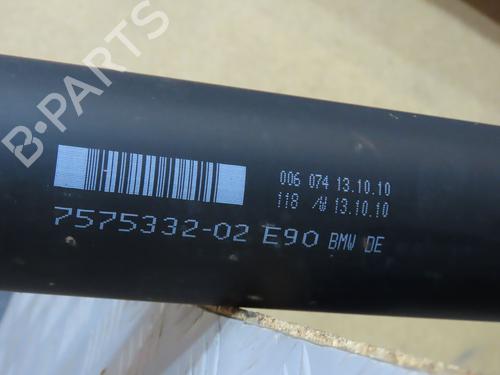 B-PARTS
006 074 13.10.10
118 /W 13.10.10
7575332-02 E90 BMW DE